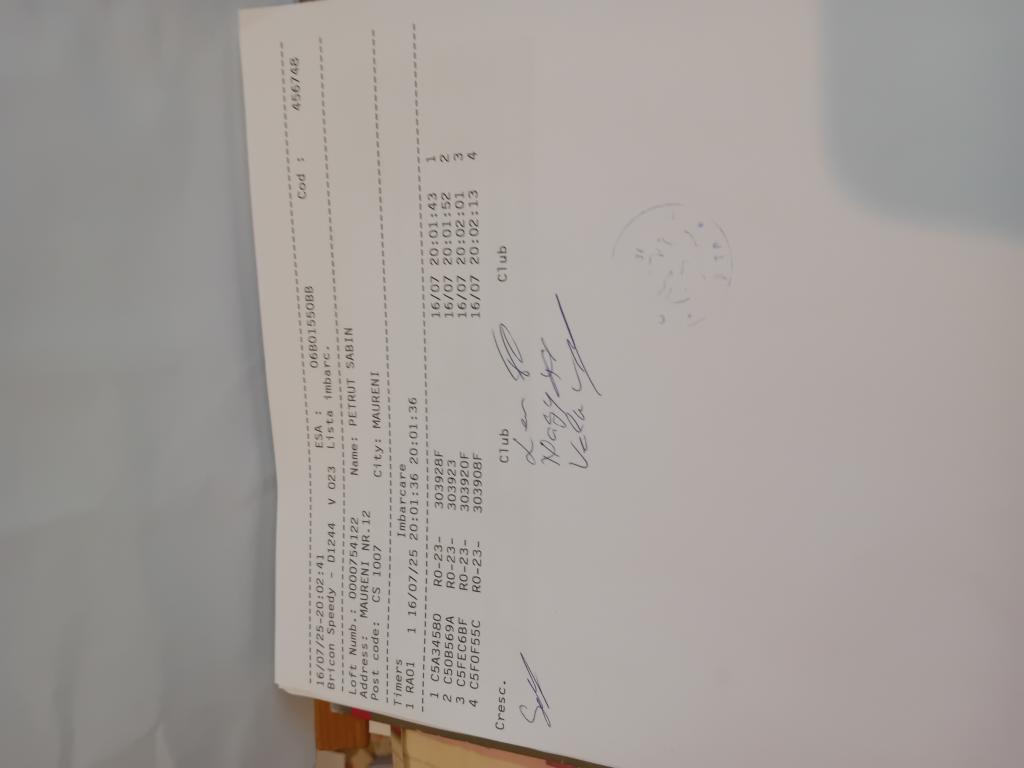 16/07/25-20:02:41 ESA : 06B01550BB Cod : 456748
Bricon Speedy - D1244 V 023 Lista imbarc.
Loft Numb.: 0000754122 Name: PETRUT SABIN
Address: MAURENI NR.12
Post code: CS 1007 City: MAURENI
Timers Imbarcare
1 RA01 1 16/07/25 20:01:36 20:01:36
1 C5A34580 RO-23- 303928F 16/07 20:01:43 1
2 C50B569A RO-23- 303923 16/07 20:01:52 2
3 C5FEC6BF RO-23- 303920F 16/07 20:02:01 3
4 C5F0F55C RO-23- 303908F 16/07 20:02:13 4
Cresc. Club Club